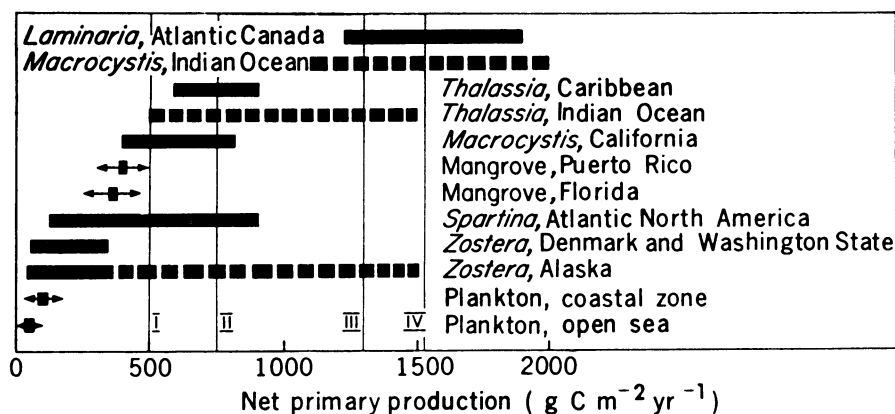 Laminaria, Atlantic Canada
Macrocystis, Indian Ocean
Thalassia, Caribbean
Thalassia, Indian Ocean
Macrocystis, California
Mangrove, Puerto Rico
Mangrove, Florida
Spartina, Atlantic North America
Zostera, Denmark and Washington State
Zostera, Alaska
Plankton, coastal zone
I II III IV Plankton, open sea
0 500 1000 1500 2000
Net primary production ( g C m⁻² yr⁻¹)